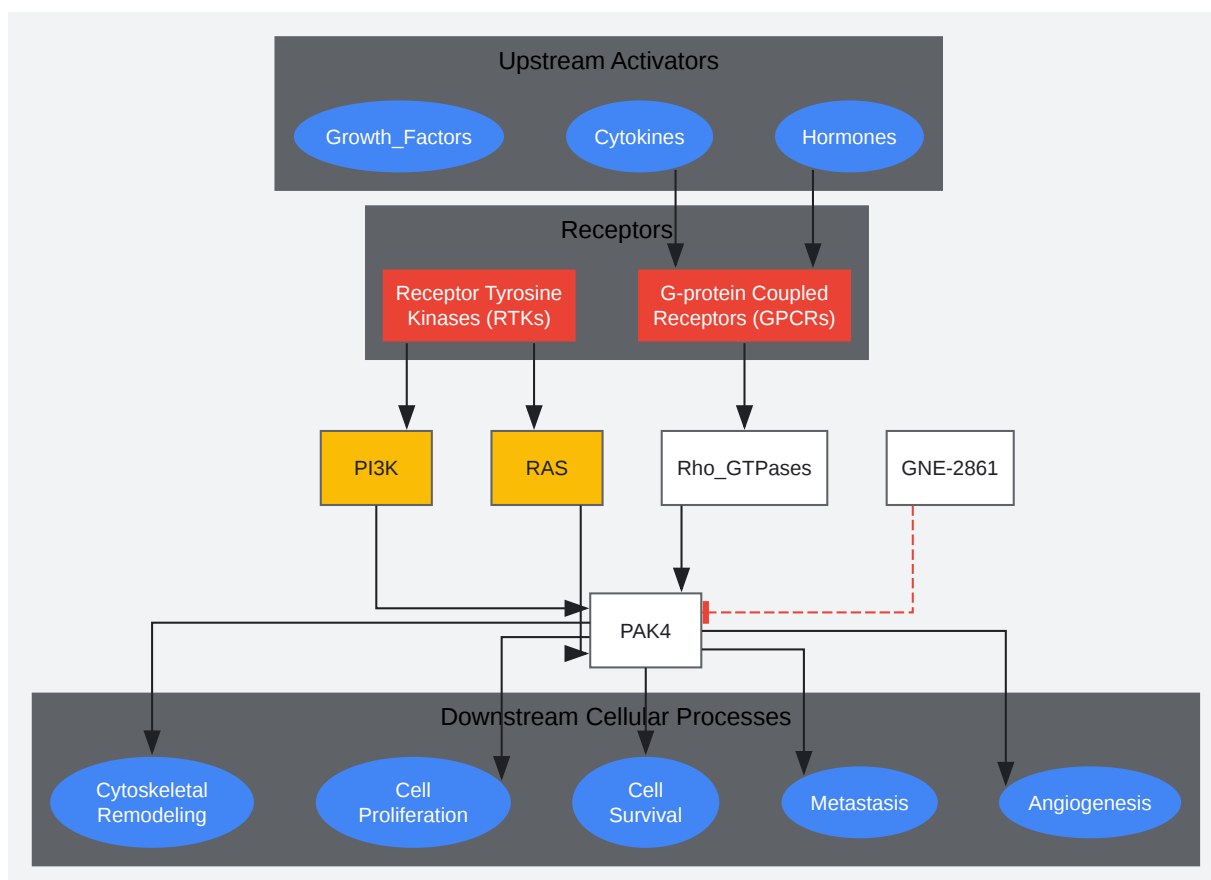 Upstream Activators
Growth_Factors
Cytokines
Hormones
Receptors
Receptor Tyrosine
Kinases (RTKs)
G-protein Coupled
Receptors (GPCRs)
PI3K
RAS
Rho_GTPases
GNE-2861
PAK4
Downstream Cellular Processes
Cytoskeletal
Remodeling
Cell
Proliferation
Cell
Survival
Metastasis
Angiogenesis